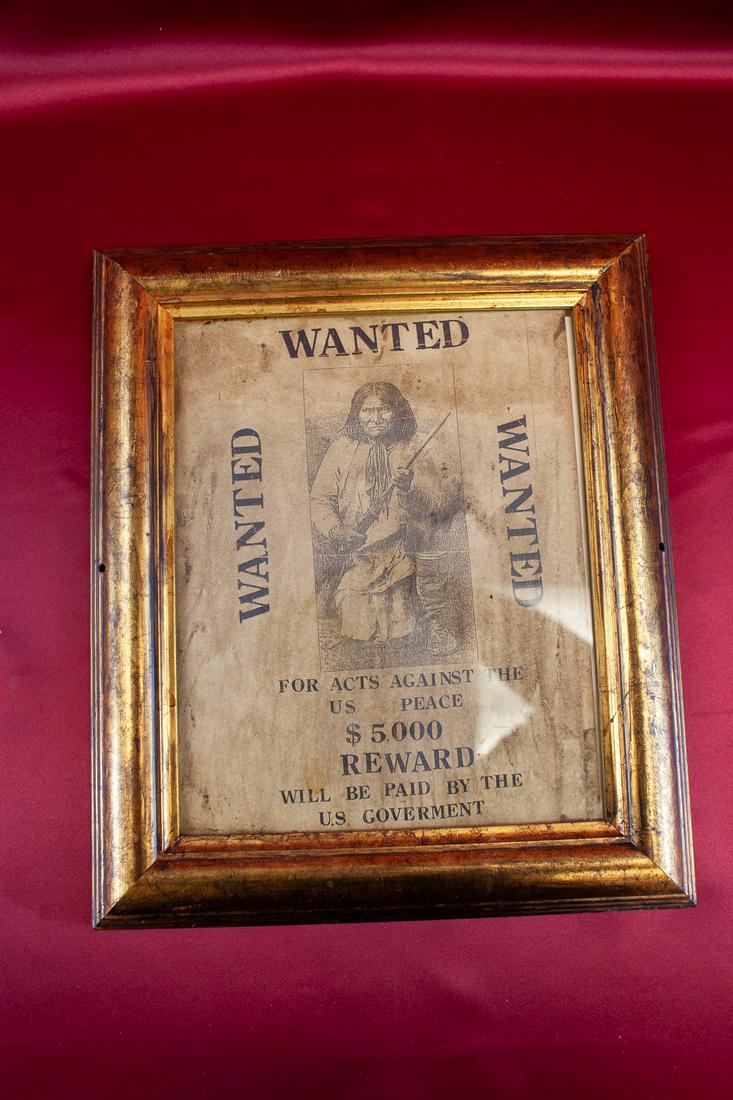 WANTED
WANTED
WANTED
FOR ACTS AGAINST THE
US PEACE
$ 5,000
REWARD
WILL BE PAID BY THE
U.S. GOVERMENT